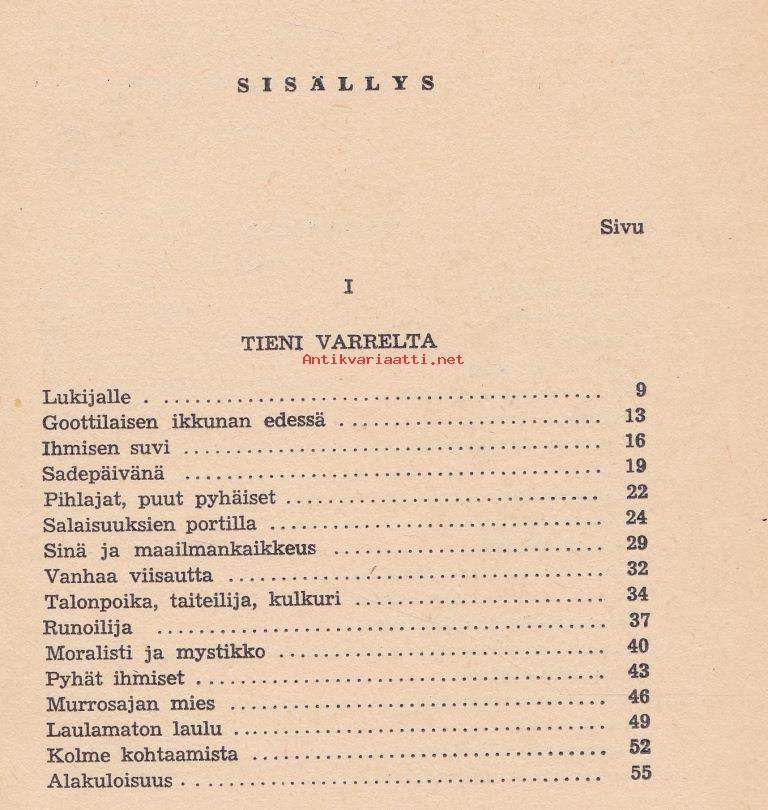 SISÄLLYS
Sivu
I
TIENI VARRELTA
Antikvariaatti.net
Lukijalle . ........................................ 9
Goottilaisen ikkunan edessä ........................ 13
Ihmisen suvi ...................................... 16
Sadepäivänä ...................................... 19
Pihlajat, puut pyhäiset ............................. 22
Salaisuuksien portilla .............................. 24
Sinä ja maailmankaikkeus ......................... 29
Vanhaa viisautta .................................. 32
Talonpoika, taiteilija, kulkuri ....................... 34
Runoilija ......................................... 37
Moralisti ja mystikko .............................. 40
Pyhät ihmiset ..................................... 43
Murrosajan mies .................................. 46
Laulamaton laulu .................................. 49
Kolme kohtaamista ................................ 52
Alakuloisuus ...................................... 55